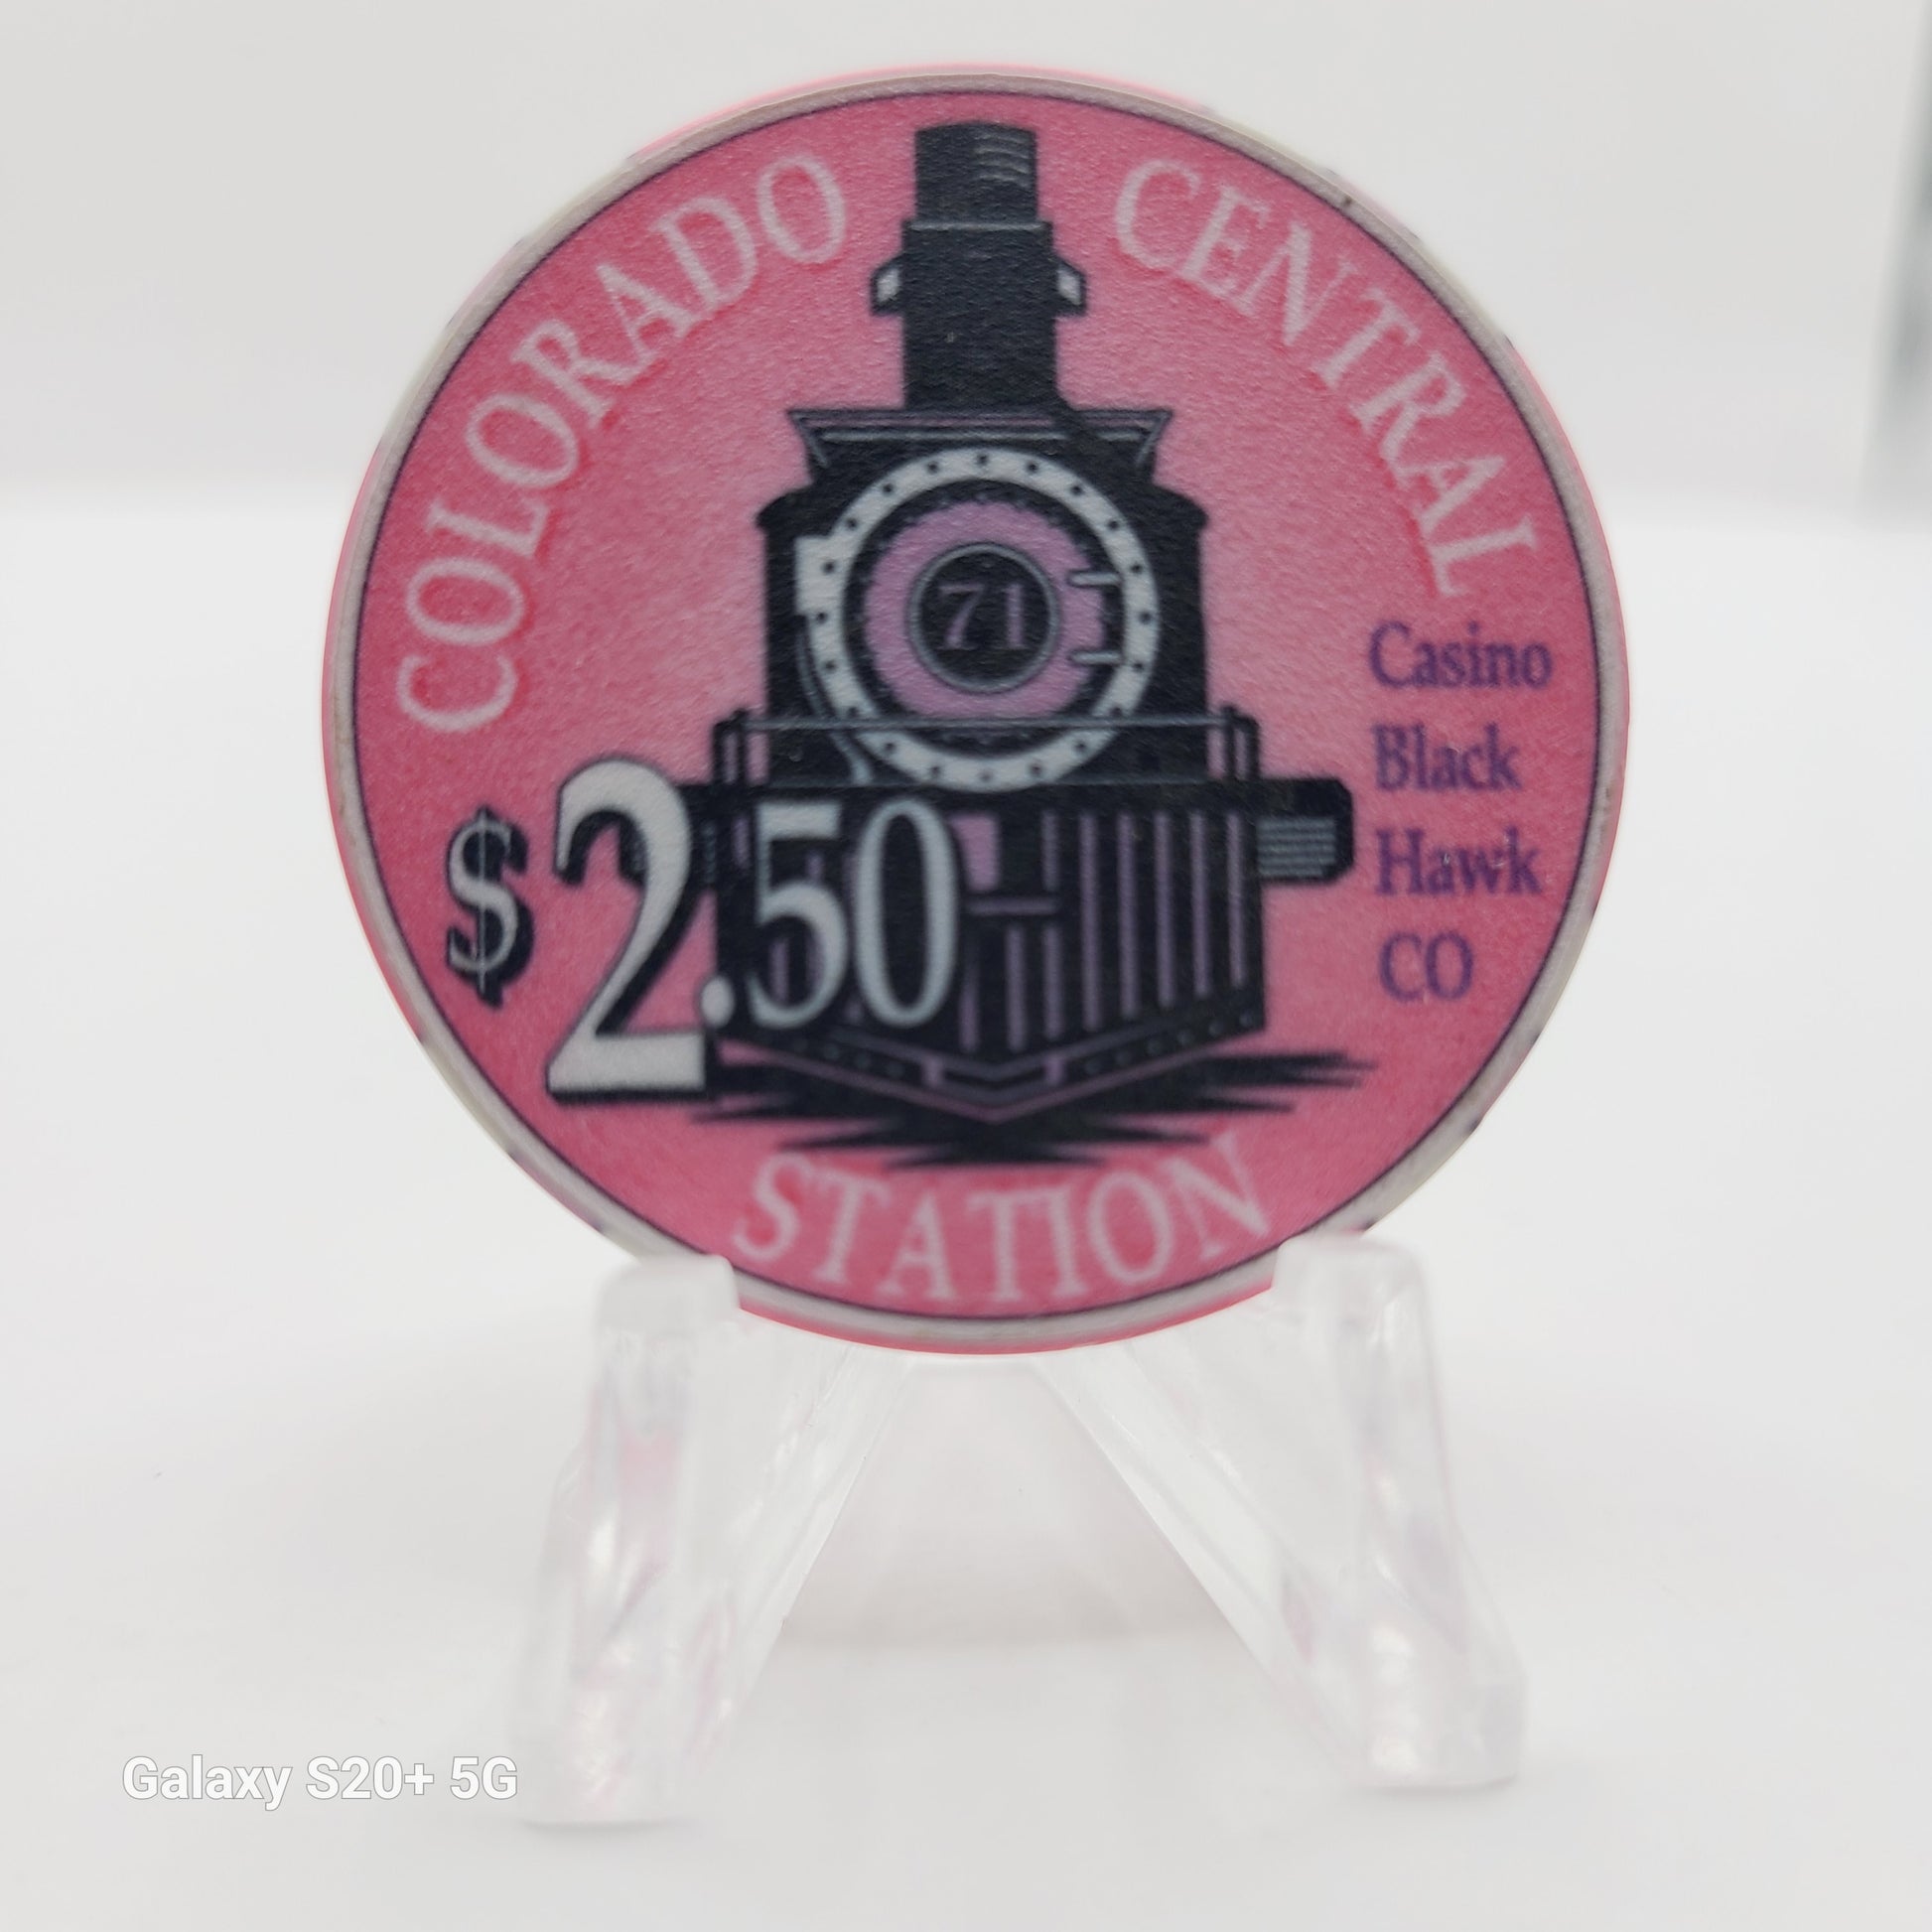 COLORADO CENTRAL
71
Casino
Black
Hawk
CO
$2.50
STATION
Galaxy S20+ 5G